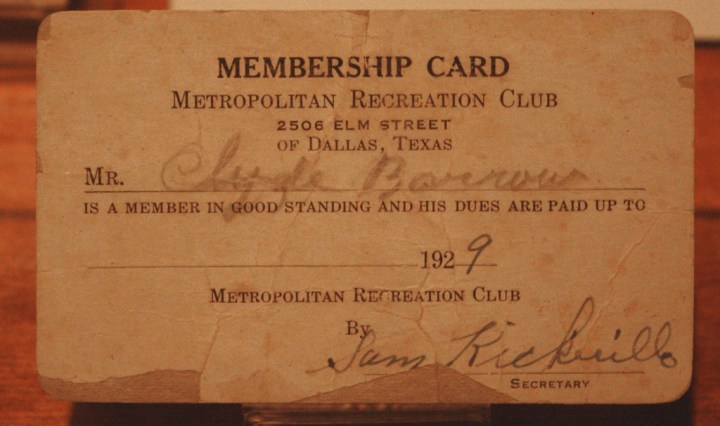 MEMBERSHIP CARD
METROPOLITAN RECREATION CLUB
2506 ELM STREET
OF DALLAS, TEXAS
MR. Clyde Barrow
IS A MEMBER IN GOOD STANDING AND HIS DUES ARE PAID UP TO
1929
METROPOLITAN RECREATION CLUB
By
Sam
SECRETARY